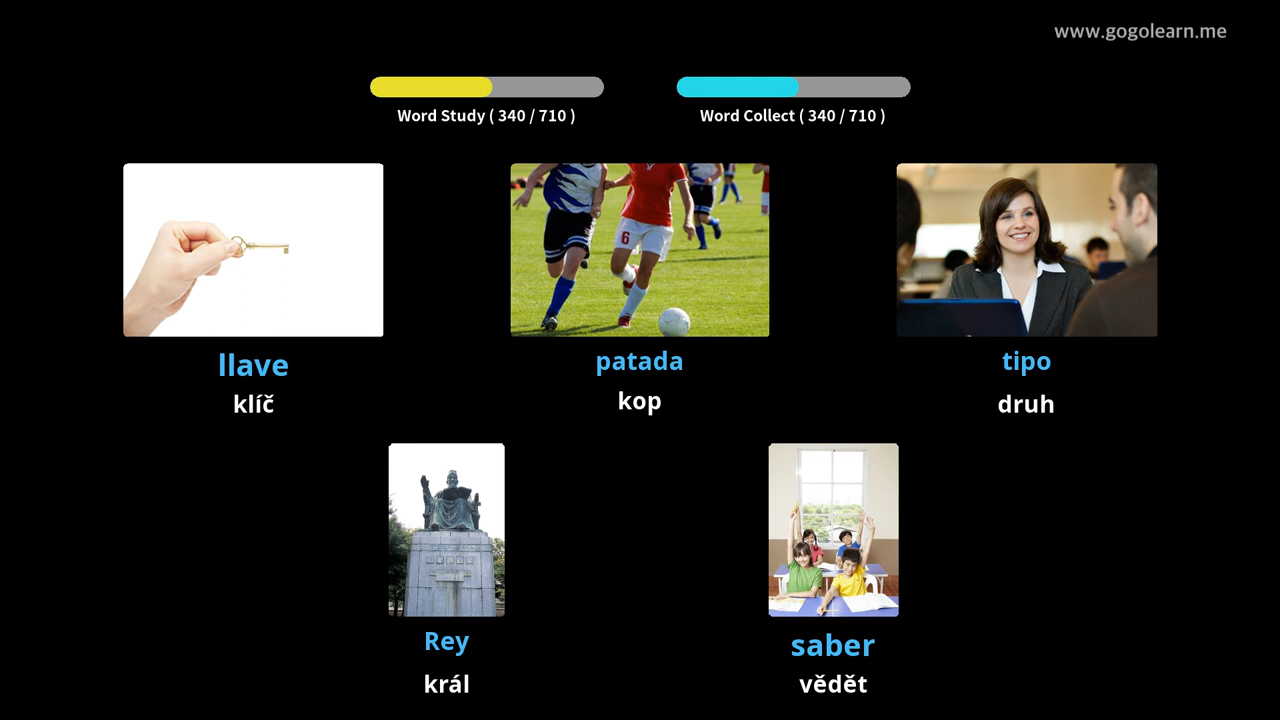 www.gogolearn.me
Word Study ( 340 / 710 )
Word Collect ( 340 / 710 )
llave
klíč
patada
kop
tipo
druh
6
Rey
král
saber
vědět